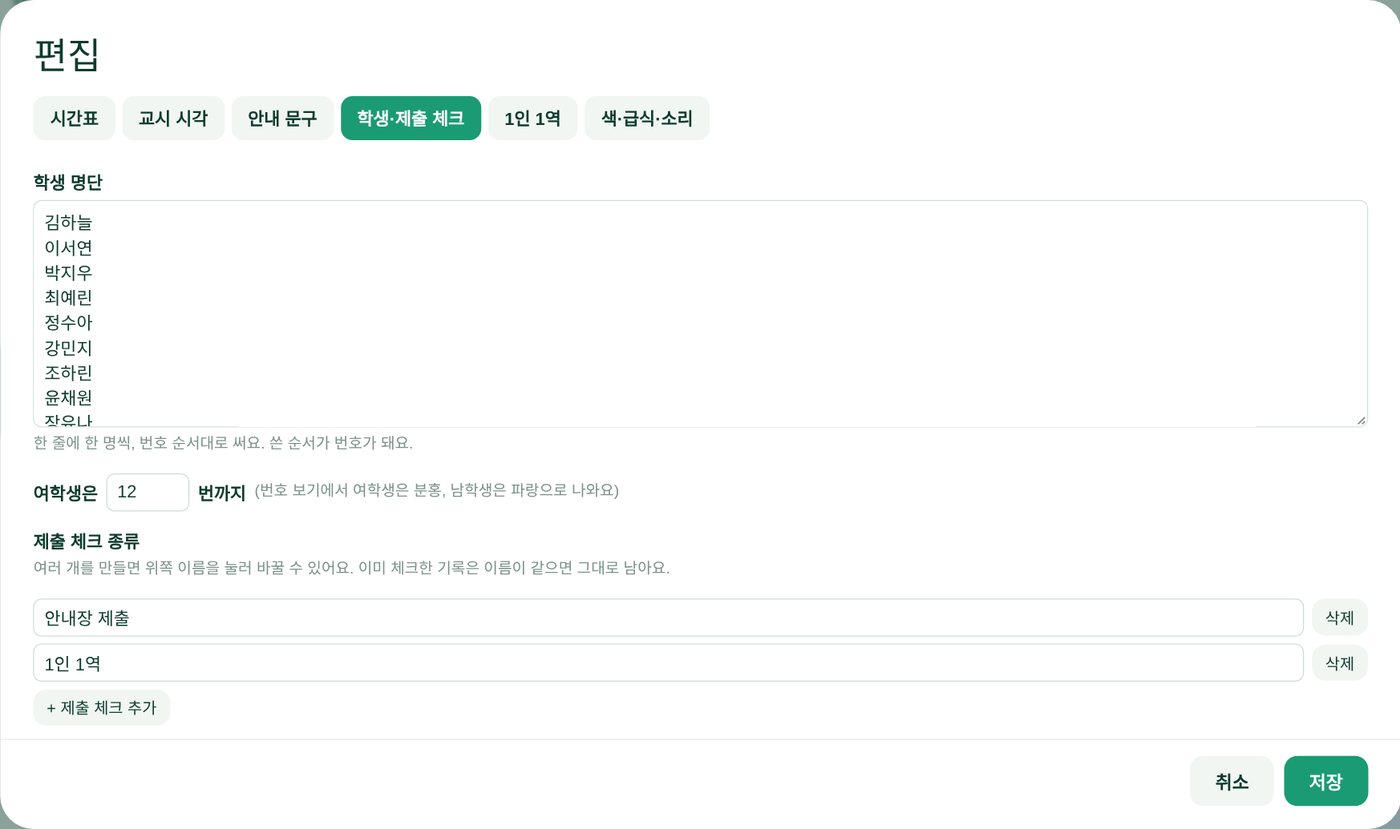 편집
시간표 교시 시각 안내 문구 학생·제출 체크 1인 1역 색·급식·소리
학생 명단
김하늘
이서연
박지우
최예린
정수아
강민지
조하린
윤채원
한 줄에 한 명씩, 번호 순서대로 써요. 쓴 순서가 번호가 돼요.
여학생은 12 번까지 (번호 보기에서 여학생은 분홍, 남학생은 파랑으로 나와요)
제출 체크 종류
여러 개를 만들면 위쪽 이름을 눌러 바꿀 수 있어요. 이미 체크한 기록은 이름이 같으면 그대로 남아요.
안내장 제출 삭제
1인 1역 삭제
+ 제출 체크 추가
취소 저장